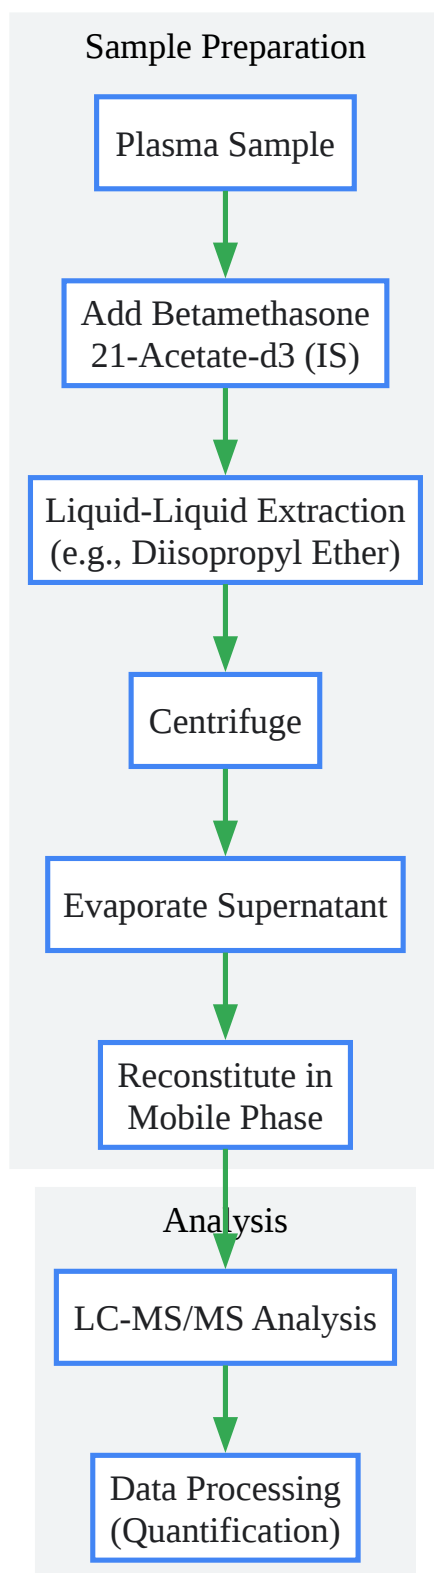 Sample Preparation
Plasma Sample
Add Betamethasone
21-Acetate-d3 (IS)
Liquid-Liquid Extraction
(e.g., Diisopropyl Ether)
Centrifuge
Evaporate Supernatant
Reconstitute in
Mobile Phase
Analysis
LC-MS/MS Analysis
Data Processing
(Quantification)